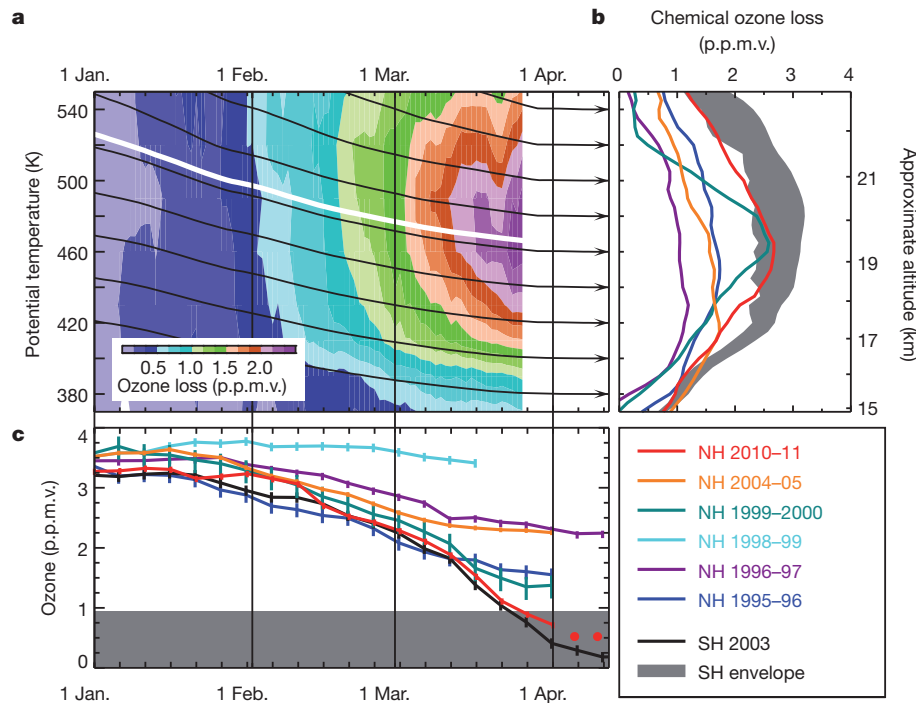 a
1 Jan. 1 Feb. 1 Mar. 1 Apr.
Potential temperature (K)
540
500
460
420
380
0.5 1.0 1.5 2.0
Ozone loss (p.p.m.v.)
b
Chemical ozone loss
(p.p.m.v.)
0 1 2 3 4
21
19
17
15
Approximate altitude (km)
c
Ozone (p.p.m.v.)
4
3
2
1
0
1 Jan. 1 Feb. 1 Mar. 1 Apr.
NH 2010–11
NH 2004–05
NH 1999–2000
NH 1998–99
NH 1996–97
NH 1995–96
SH 2003
SH envelope